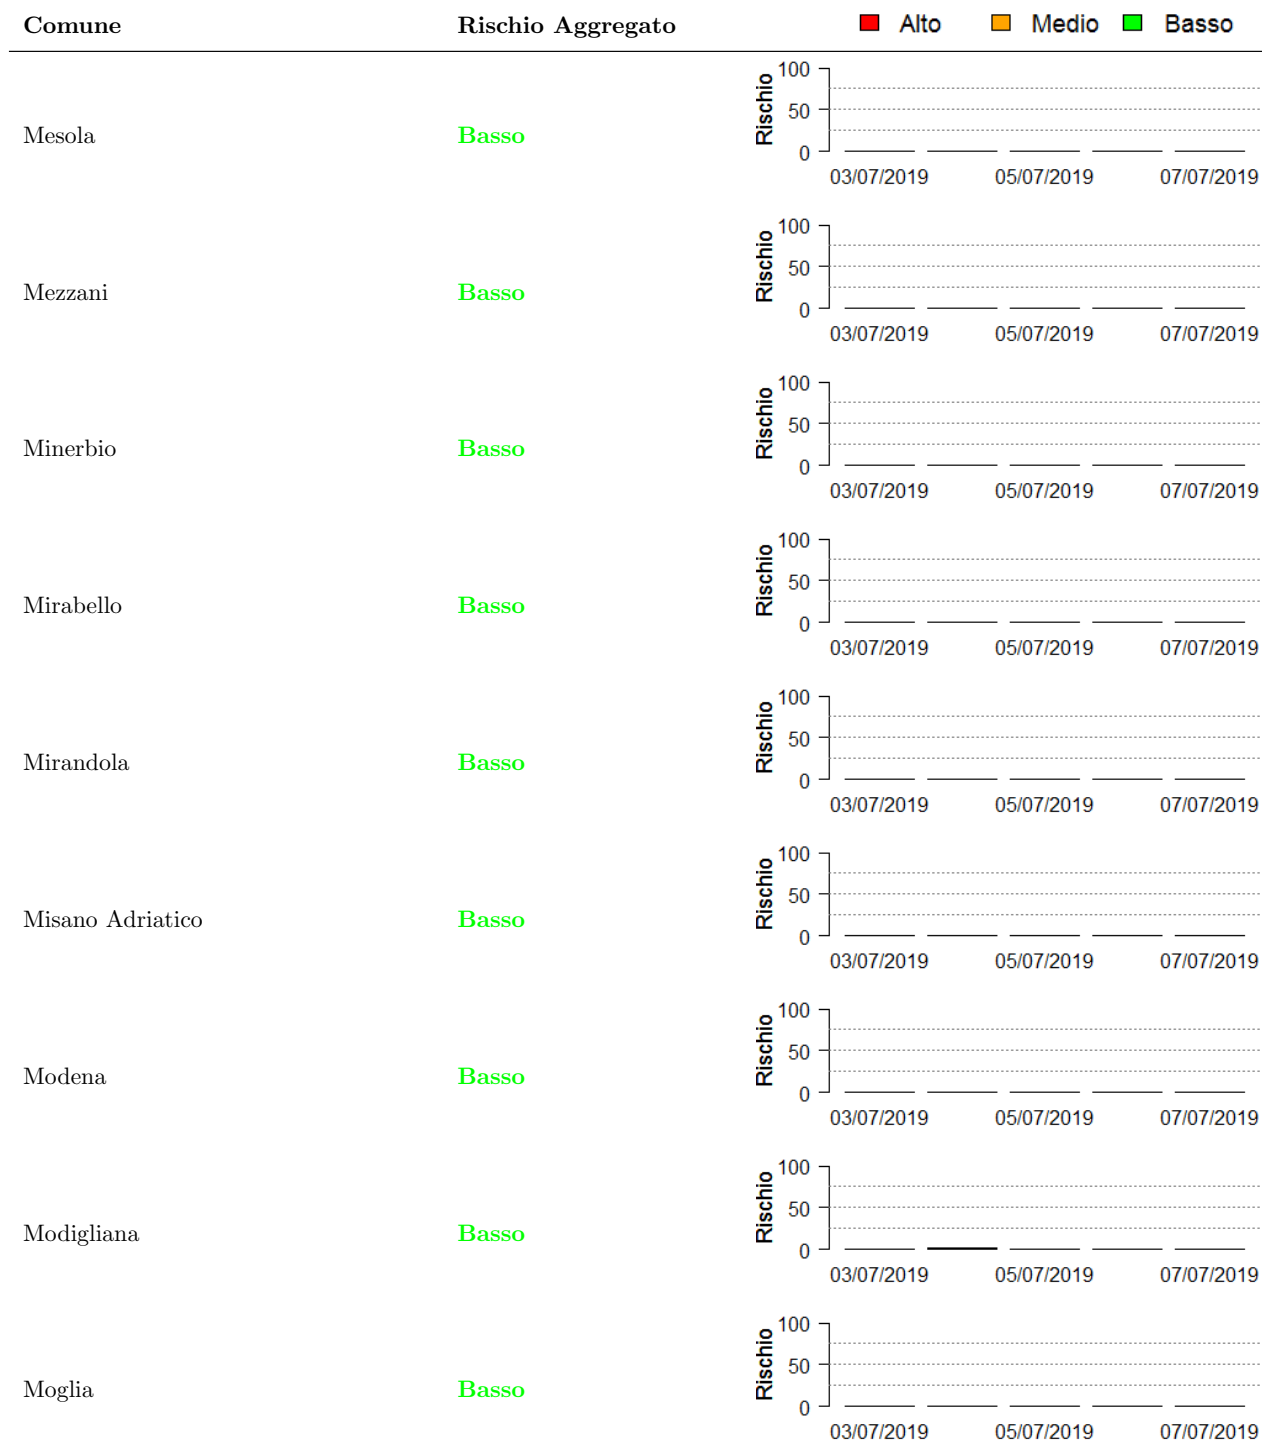 Comune Rischio Aggregato Alto Medio Basso
Mesola Basso
Rischio
100
50
0
03/07/2019 05/07/2019 07/07/2019
Mezzani Basso
Rischio
100
50
0
03/07/2019 05/07/2019 07/07/2019
Minerbio Basso
Rischio
100
50
0
03/07/2019 05/07/2019 07/07/2019
Mirabello Basso
Rischio
100
50
0
03/07/2019 05/07/2019 07/07/2019
Mirandola Basso
Rischio
100
50
0
03/07/2019 05/07/2019 07/07/2019
Misano Adriatico Basso
Rischio
100
50
0
03/07/2019 05/07/2019 07/07/2019
Modena Basso
Rischio
100
50
0
03/07/2019 05/07/2019 07/07/2019
Modigliana Basso
Rischio
100
50
0
03/07/2019 05/07/2019 07/07/2019
Moglia Basso
Rischio
100
50
0
03/07/2019 05/07/2019 07/07/2019